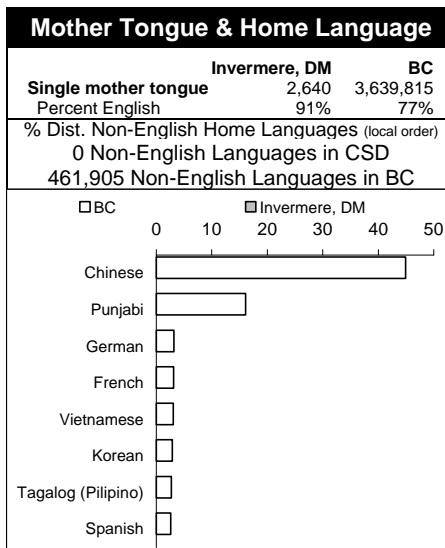 Mother Tongue & Home Language
Invermere, DM BC
Single mother tongue 2,640 3,639,815
Percent English 91% 77%
% Dist. Non-English Home Languages (local order)
0 Non-English Languages in CSD
461,905 Non-English Languages in BC
BC Invermere, DM
0 10 20 30 40 50
Chinese
Punjabi
German
French
Vietnamese
Korean
Tagalog (Pilipino)
Spanish